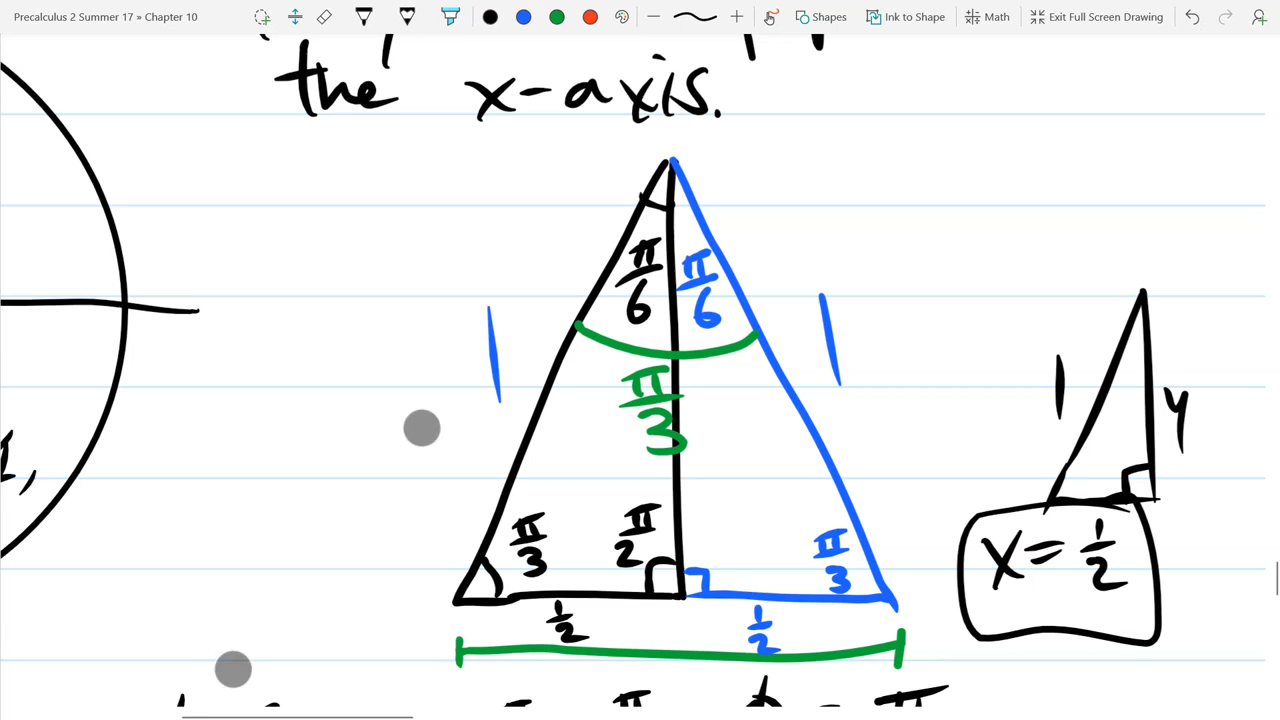 Precalculus 2 Summer 17 » Chapter 10
Shapes
Ink to Shape
Math
Exit Full Screen Drawing
the x-axis.
π/6 π/6
1 1
π/3
1 y
π/3 π/2 π/3
x = 1/2
1/2 1/2